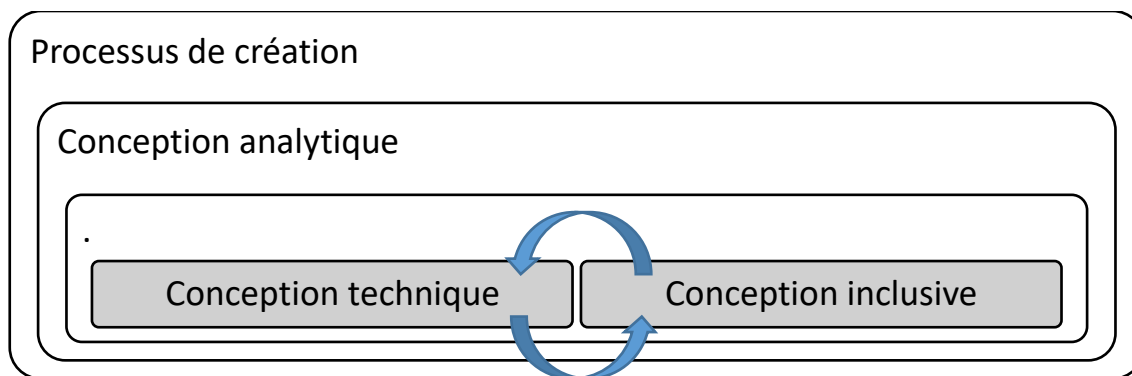 Processus de création
Conception analytique
.
Conception technique
Conception inclusive